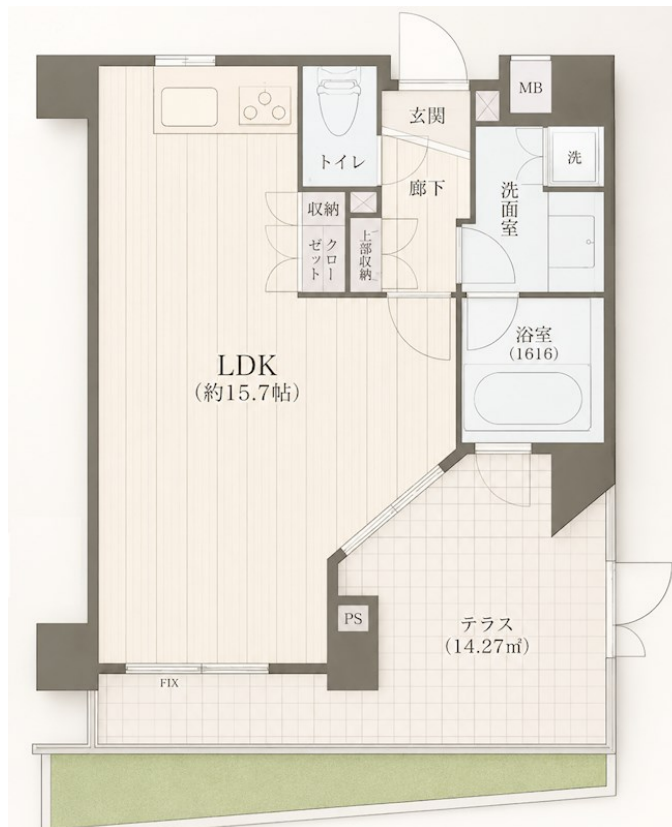 MB
玄関
洗
トイレ
廊下
洗面室
収納
クロー
ゼット
上部収納
浴室
(1616)
LDK
(約15.7帖)
PS
テラス
(14.27㎡)
FIX